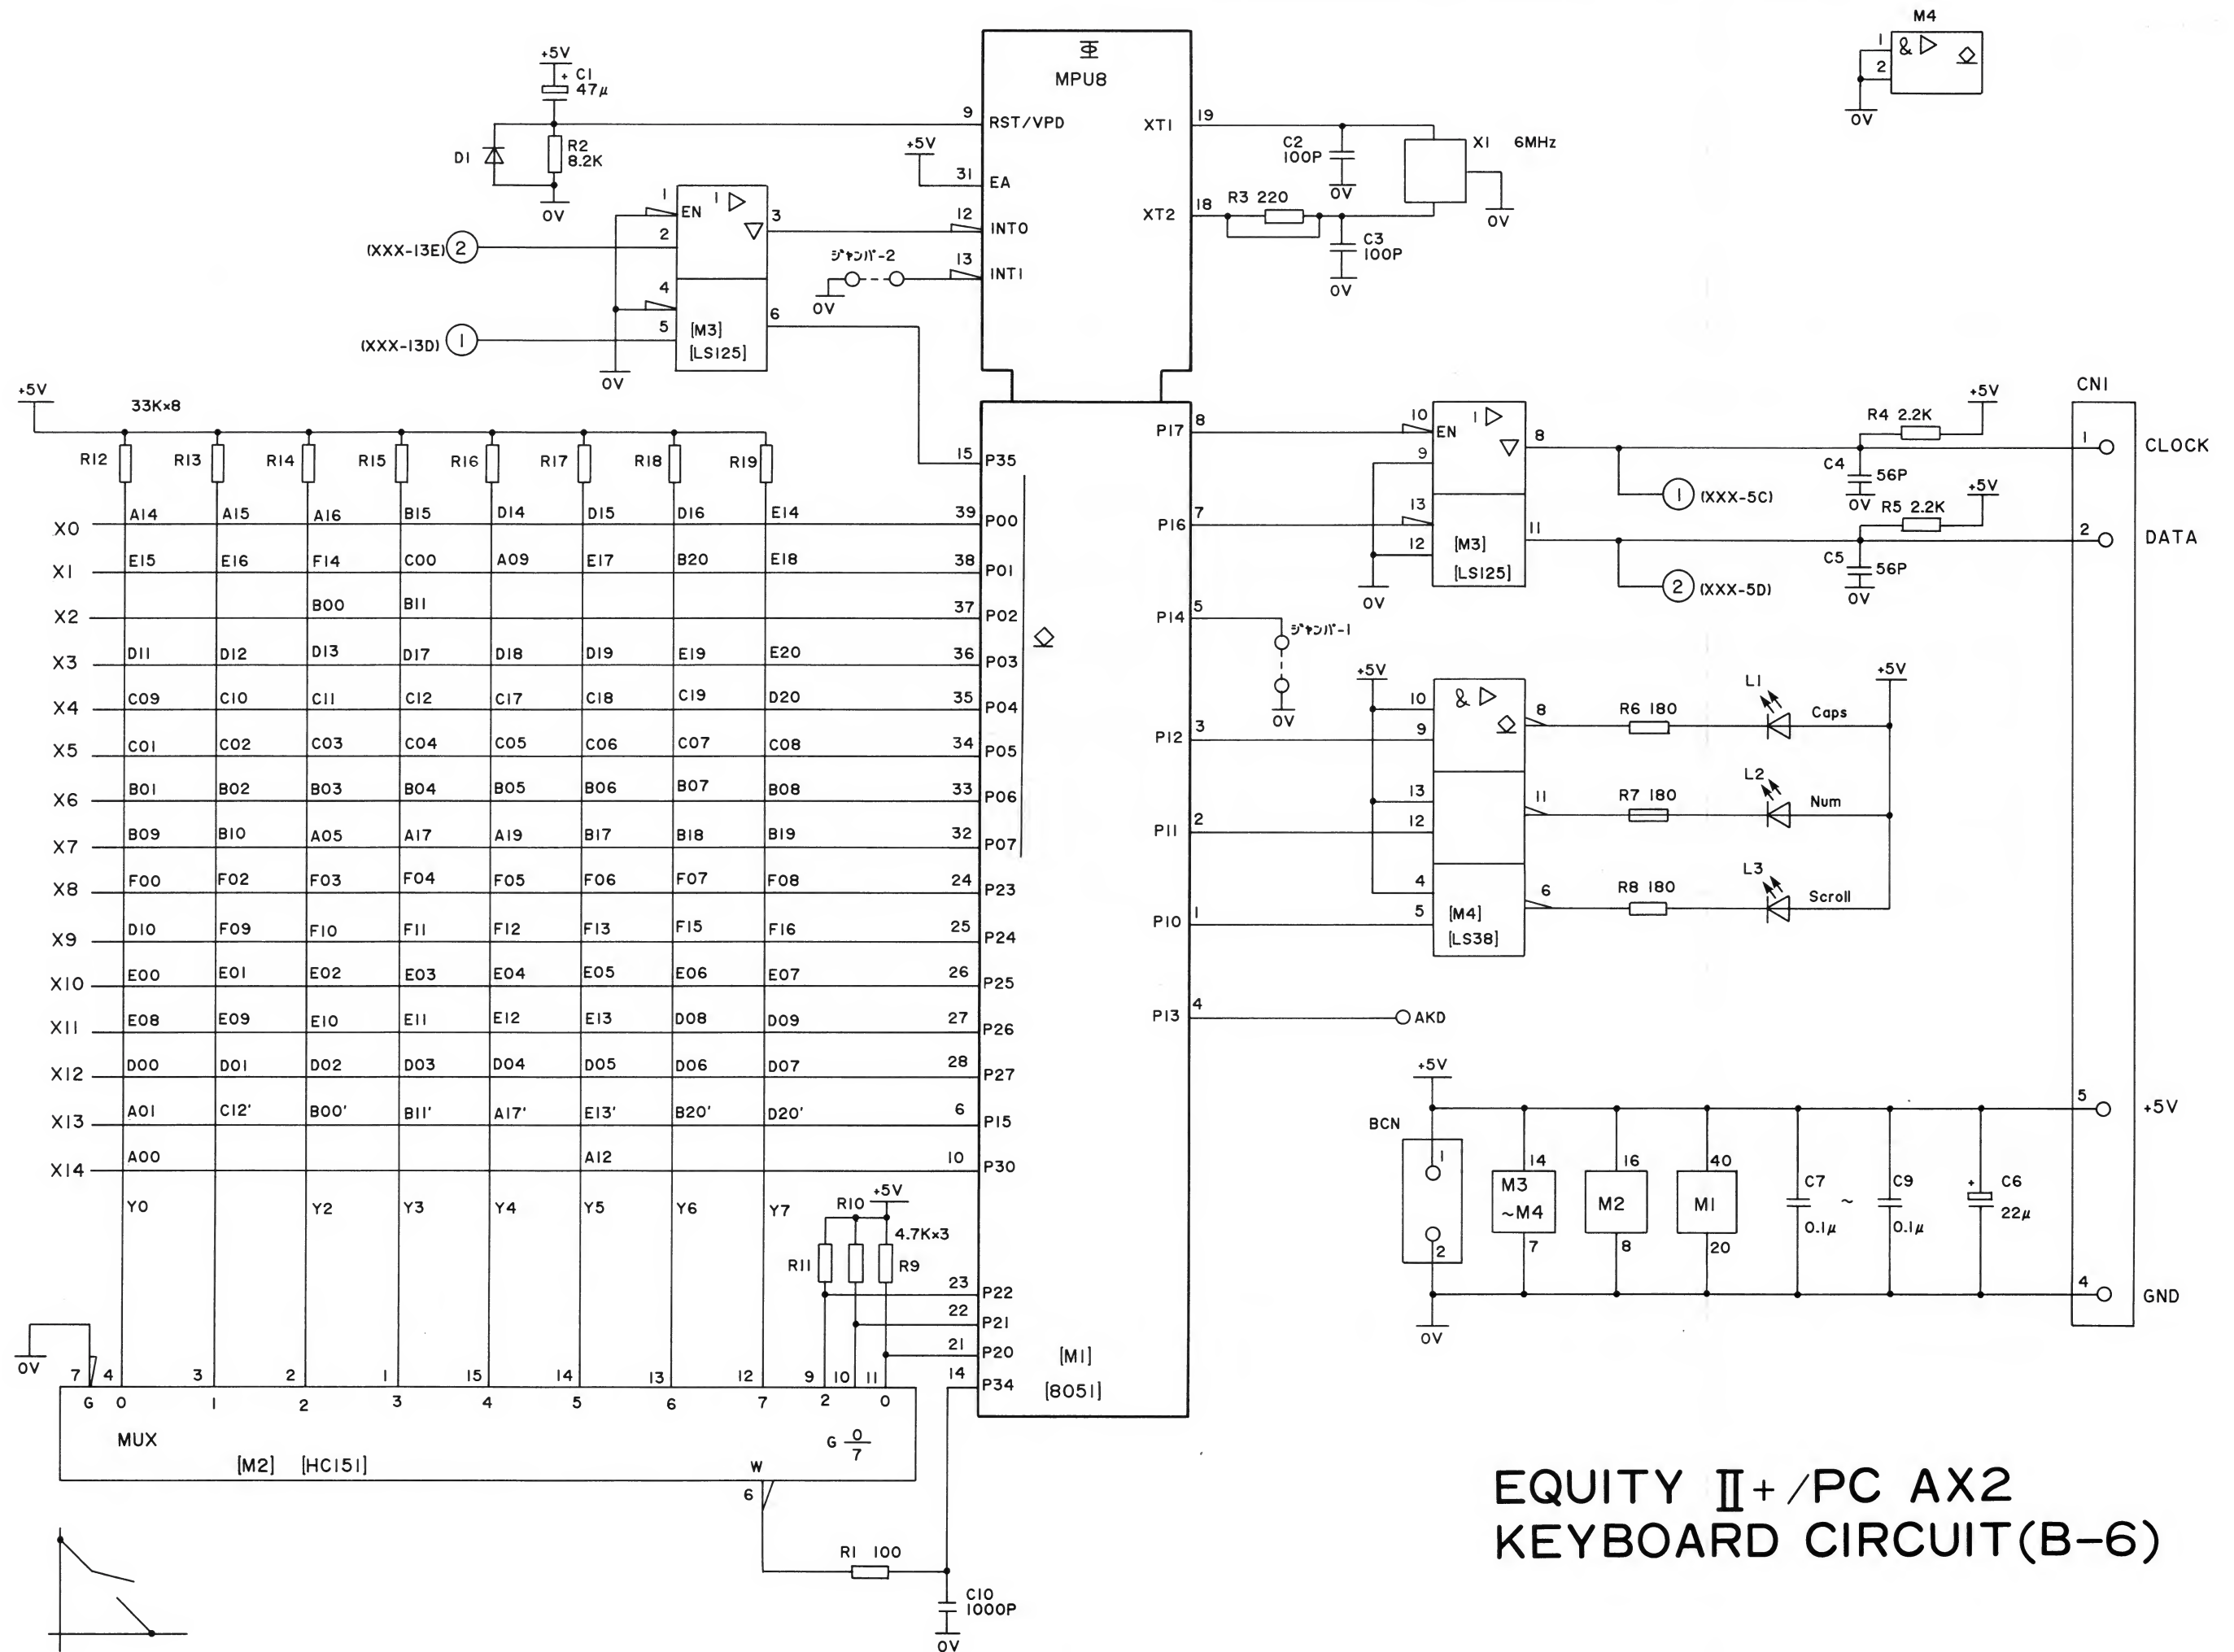 M4
1
&
2
0V
+5V
+ C1
47μ
MPU8
9
RST/VPD
XT1
19
D1
R2
8.2K
0V
+5V
31
EA
C2
100P
0V
X1 6MHz
0V
1
EN
1
3
2
(XXX-13E) 2
12
INT0
XT2
18
R3 220
C3
100P
0V
ジャンパ-2
0V
13
INT1
4
5
6
[M3]
[LS125]
(XXX-13D) 1
0V
+5V
33K×8
R12 R13 R14 R15 R16 R17 R18 R19
15
P35
X0 A14 A15 A16 B15 D14 D15 D16 E14 39 P00
X1 E15 E16 F14 C00 A09 E17 B20 E18 38 P01
X2 B00 B11 37 P02
X3 D11 D12 D13 D17 D18 D19 E19 E20 36 P03
X4 C09 C10 C11 C12 C17 C18 C19 D20 35 P04
X5 C01 C02 C03 C04 C05 C06 C07 C08 34 P05
X6 B01 B02 B03 B04 B05 B06 B07 B08 33 P06
X7 B09 B10 A05 A17 A19 B17 B18 B19 32 P07
X8 F00 F02 F03 F04 F05 F06 F07 F08 24 P23
X9 D10 F09 F10 F11 F12 F13 F15 F16 25 P24
X10 E00 E01 E02 E03 E04 E05 E06 E07 26 P25
X11 E08 E09 E10 E11 E12 E13 D08 D09 27 P26
X12 D00 D01 D02 D03 D04 D05 D06 D07 28 P27
X13 A01 C12' B00' B11' A17' E13' B20' D20' 6 P15
X14 A00 A12 10 P30
Y0 Y2 Y3 Y4 Y5 Y6 Y7
R10
+5V
4.7K×3
R11
R9
23 P22
22 P21
21 P20
14 P34
[M1]
[8051]
0V
7 4 3 2 1 15 14 13 12 9 10 11
G 0 1 2 3 4 5 6 7 2 0
MUX
G 0/7
[M2] [HC151]
W
6
R1 100
C10
1000P
0V
P17 8
10
EN
1
8
9
P16 7
13
11
12
[M3]
[LS125]
0V
R4 2.2K
+5V
C4
56P
0V
1 (XXX-5C)
R5 2.2K
+5V
C5
56P
0V
2 (XXX-5D)
CN1
1
CLOCK
2
DATA
P14 5
ジャンパ-1
0V
+5V
10
&
8
R6 180
L1
Caps
+5V
P12 3
9
13
11
R7 180
L2
Num
P11 2
12
4
6
R8 180
L3
Scroll
P10 1
5
[M4]
[LS38]
P13 4
AKD
+5V
BCN
1
2
0V
14
M3
~M4
7
16
M2
8
40
M1
20
C7
0.1μ
~
C9
0.1μ
+
C6
22μ
5
+5V
4
GND
EQUITY Ⅱ+/PC AX2
KEYBOARD CIRCUIT(B-6)